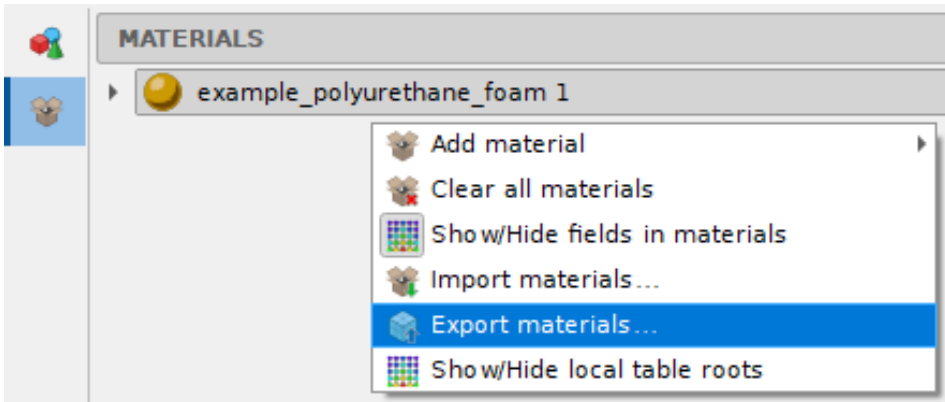 MATERIALS
example_polyurethane_foam 1
Add material
Clear all materials
Show/Hide fields in materials
Import materials...
Export materials...
Show/Hide local table roots